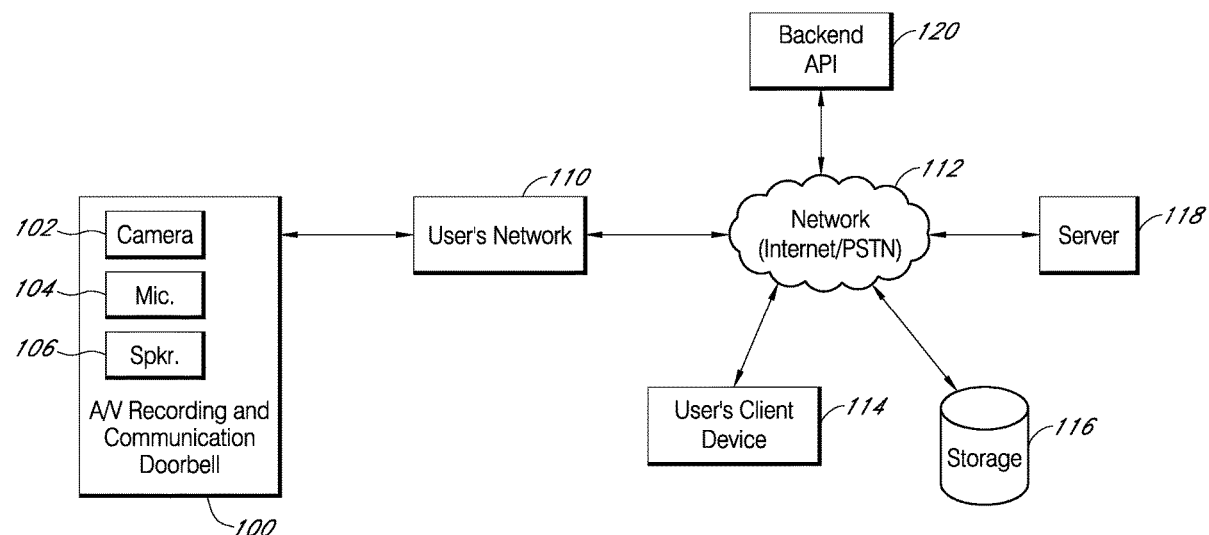 Backend
API
120
110
112
102
Camera
User's Network
Network
(Internet/PSTN)
Server
118
104
Mic.
106
Spkr.
A/V Recording and
Communication
Doorbell
User's Client
Device
114
Storage
116
100